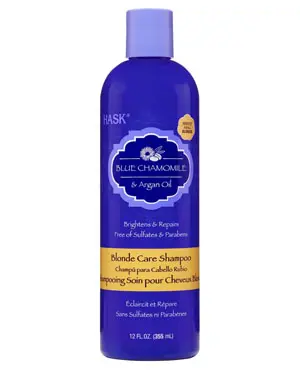 HASK®
BLUE CHAMOMILE
& Argan Oil
Brightens & Repairs
Free of Sulfates & Parabens
Blonde Care Shampoo
Champú para Cabello Rubio
Shampooing Soin pour Cheveux
Éclaircit et Répare
Sans Sulfates ni Parabènes
12 FL OZ (355 mL)